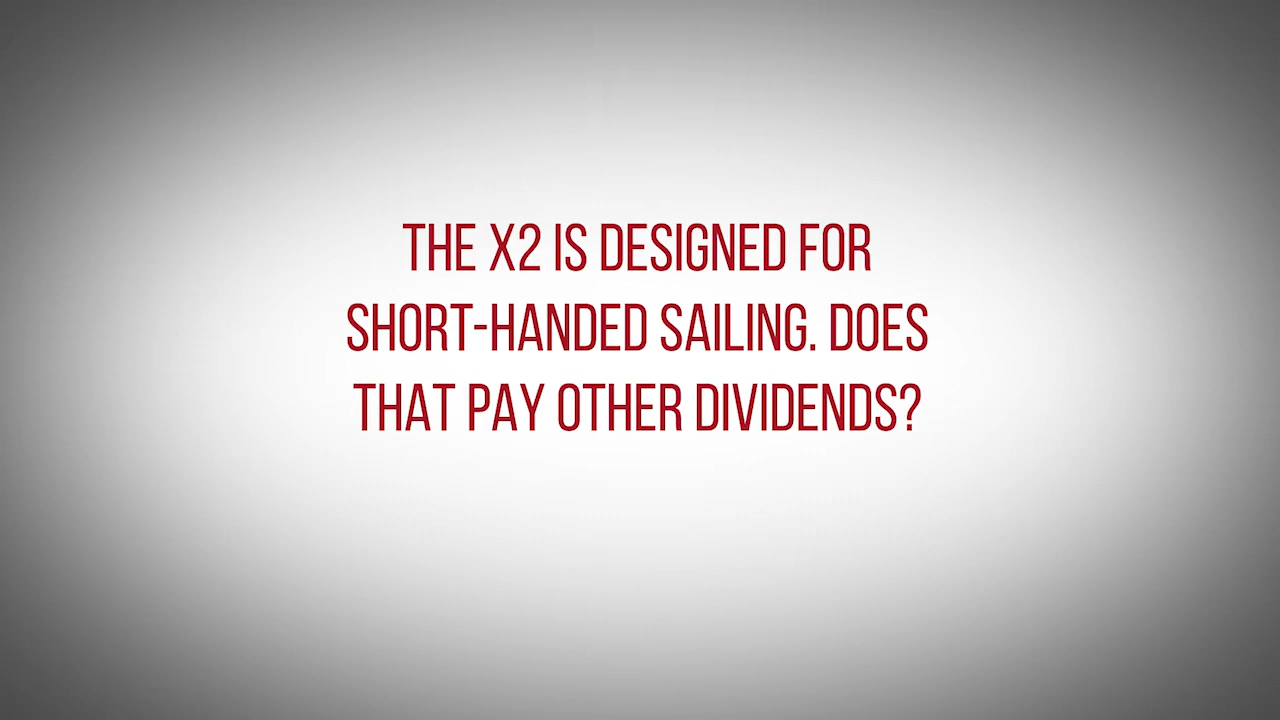 THE X2 IS DESIGNED FOR
SHORT-HANDED SAILING. DOES
THAT PAY OTHER DIVIDENDS?